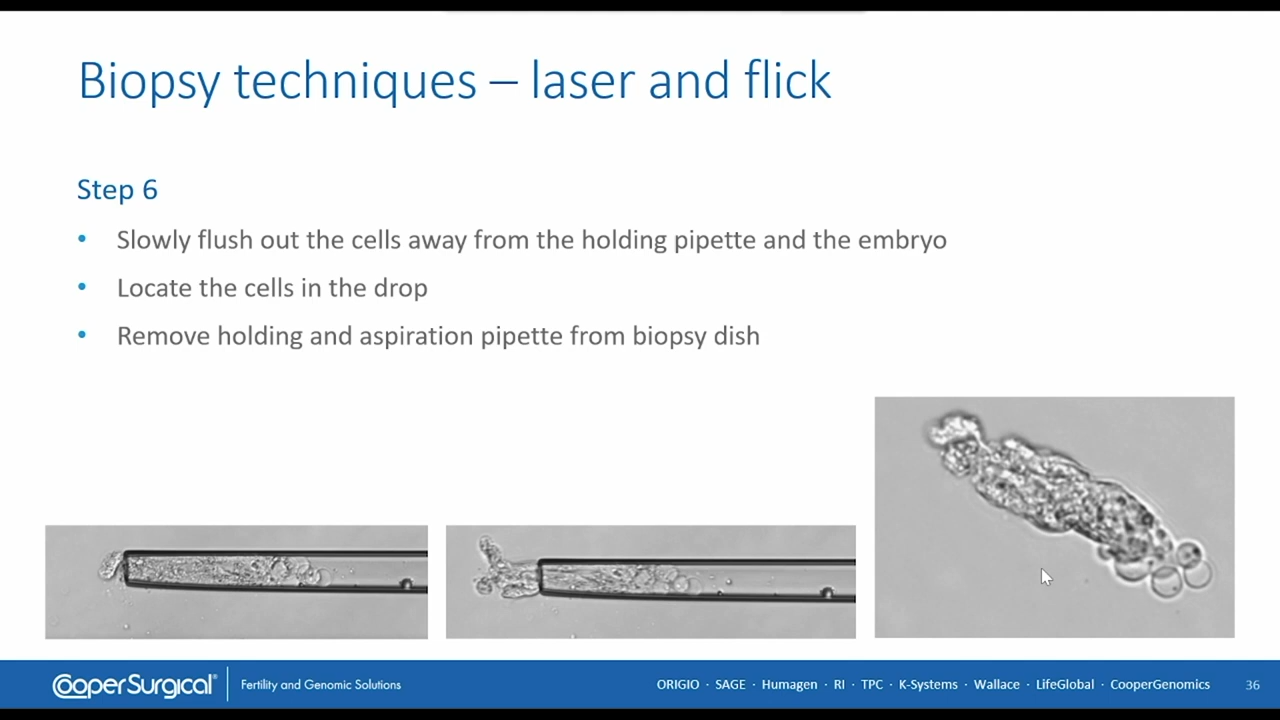 Biopsy techniques – laser and flick
Step 6
• Slowly flush out the cells away from the holding pipette and the embryo
• Locate the cells in the drop
• Remove holding and aspiration pipette from biopsy dish
CooperSurgical® Fertility and Genomic Solutions
ORIGIO · SAGE · Humagen · RI · TPC · K-Systems · Wallace · LifeGlobal · CooperGenomics 36